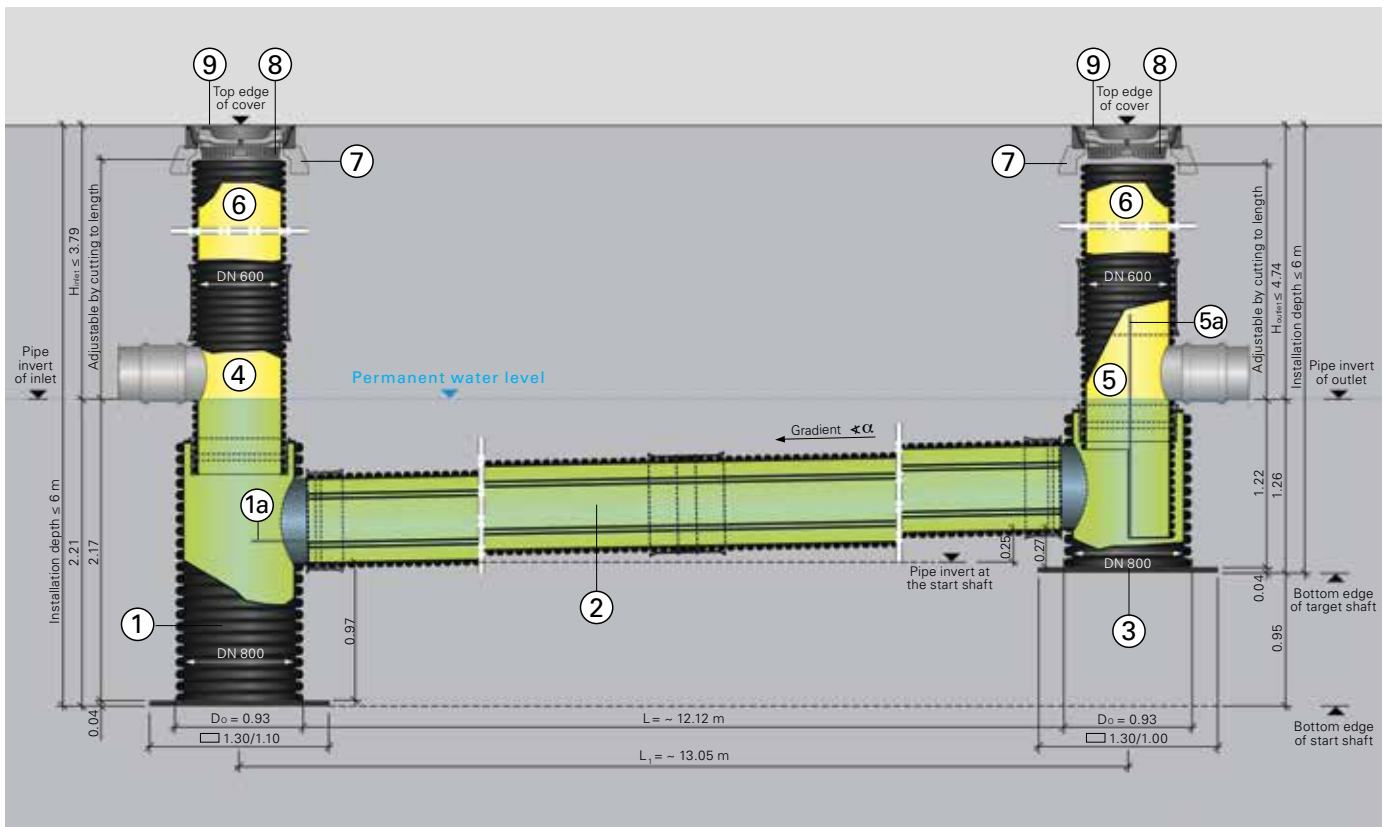 9
8
Top edge
of cover
7
6
DN 600
4
Pipe
invert
of inlet
Hinlet ≤ 3.79
Adjustable by cutting to length
Installation depth ≤ 6 m
2.21
2.17
0.04
1a
1
DN 800
0.97
Do = 0.93
1.30/1.10
Permanent water level
Gradient ∢α
2
Pipe invert at
the start shaft
0.25
0.27
L = ~ 12.12 m
L1 = ~ 13.05 m
9
8
Top edge
of cover
7
6
DN 600
5a
5
DN 800
3
Do = 0.93
1.30/1.00
Adjustable by cutting to length
Houtlet ≤ 4.74
Installation depth ≤ 6 m
Pipe invert
of outlet
1.22
1.26
0.04
0.95
Bottom edge
of target shaft
Bottom edge
of start shaft